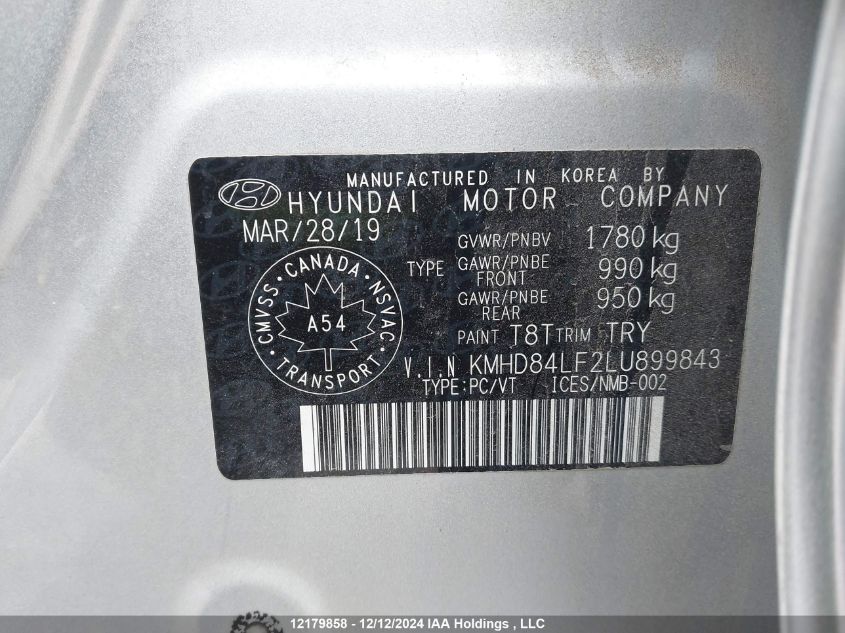 MANUFACTURED IN KOREA BY
HYUNDAI MOTOR COMPANY
MAR/28/19
GVWR/PNBV 1780 kg
TYPE
GAWR/PNBE FRONT 990 kg
GAWR/PNBE REAR 950 kg
PAINT T8T TRIM TRY
CANADA
CMVSS · NSVAC
A54
TRANSPORT
V.I.N KMHD84LF2LU899843
TYPE:PC/VT ICES/NMB-002
12179858 - 12/12/2024 IAA Holdings , LLC